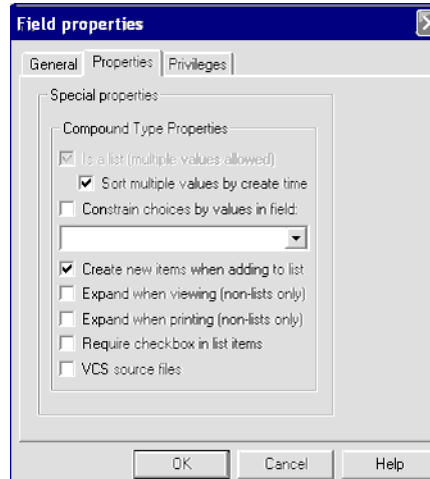 Field properties
General Properties Privileges
Special properties
Compound Type Properties
Is a list (multiple values allowed)
Sort multiple values by create time
Constrain choices by values in field:
Create new items when adding to list
Expand when viewing (non-lists only)
Expand when printing (non-lists only)
Require checkbox in list items
VCS source files
OK Cancel Help